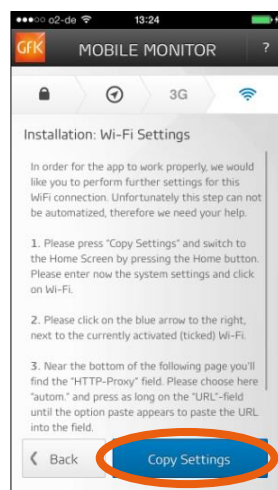 o2-de 13:24
GFK MOBILE MONITOR ?
3G
Installation: Wi-Fi Settings
In order for the app to work properly, we would
like you to perform further settings for this
WiFi connection. Unfortunately this step can not
be automatized, therefore we need your help.
1. Please press "Copy Settings" and switch to
the Home Screen by pressing the Home button.
Please enter now the system settings and click
on Wi-Fi.
2. Please click on the blue arrow to the right,
next to the currently activated (ticked) Wi-Fi.
3. Near the bottom of the following page you'll
find the "HTTP-Proxy" field. Please choose here
"autom." and press as long on the "URL"-field
until the option paste appears to paste the URL
into the field.
Back Copy Settings